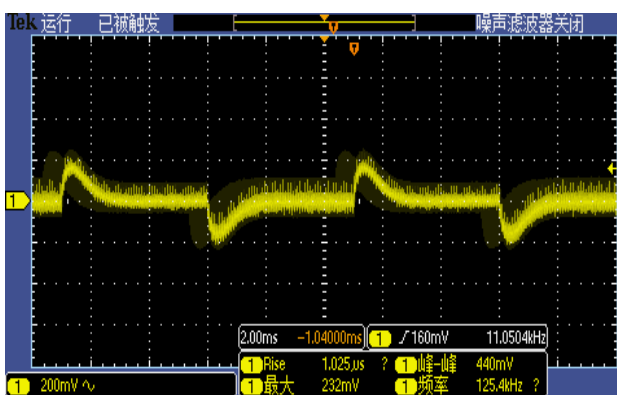 Tek 运行 已被触发 噪声滤波器关闭
T
T
1
2.00ms -1.04000ms 1 160mV 11.0504kHz
1 Rise 1.025µs ? 1 峰-峰 440mV
1 最大 232mV 1 频率 125.4kHz ?
1 200mV